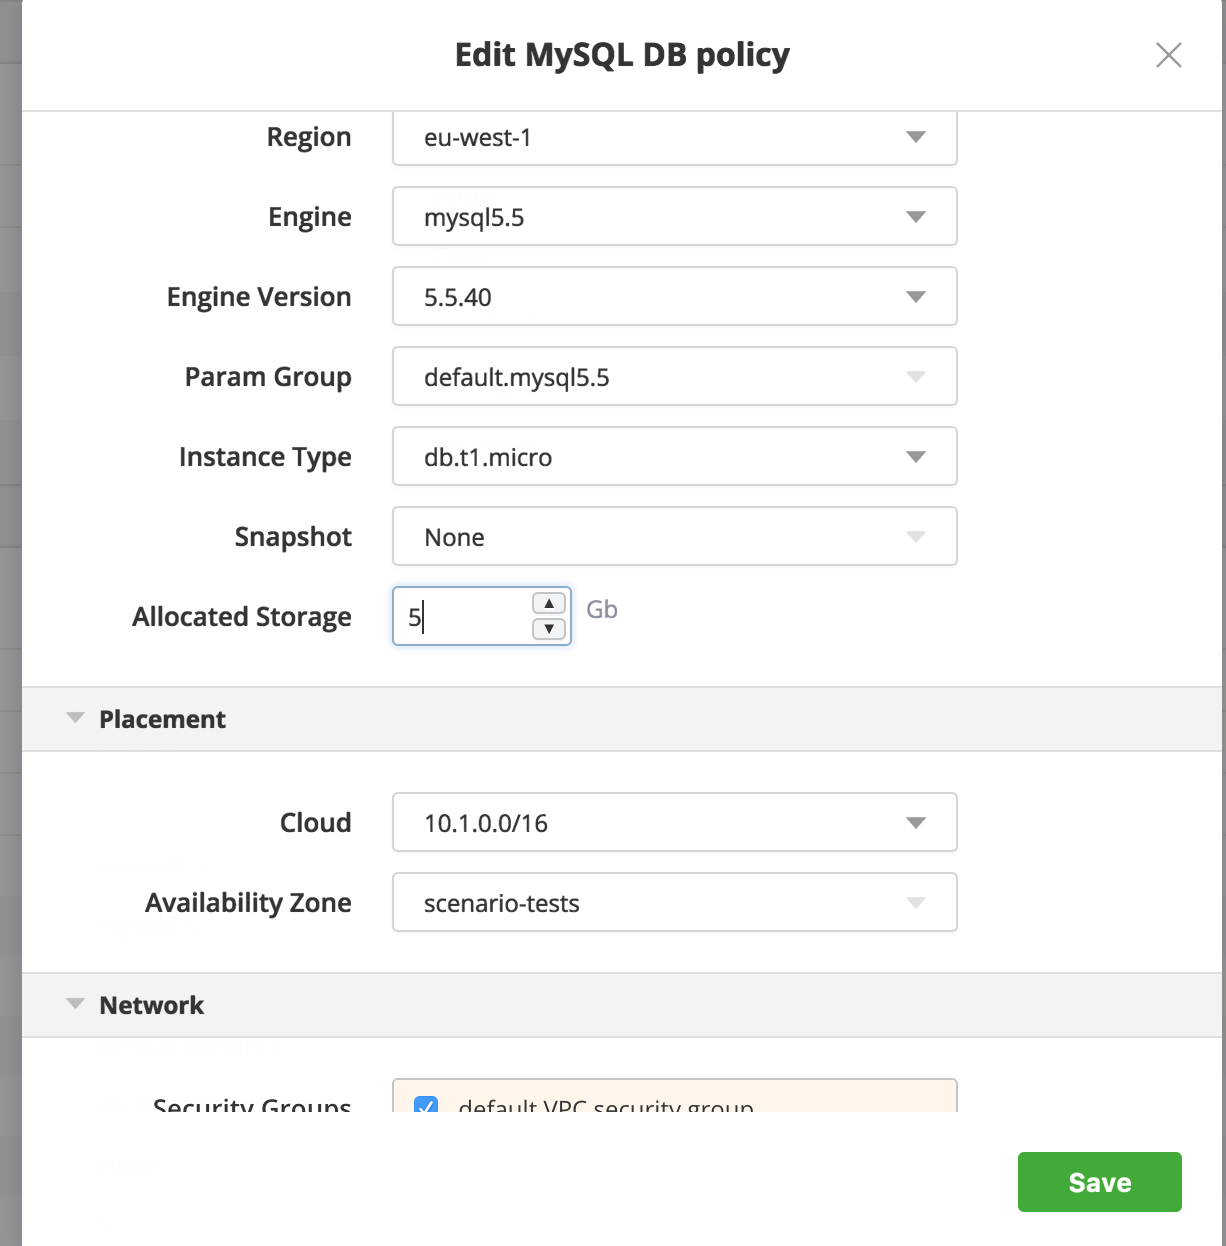 Edit MySQL DB policy
Region eu-west-1
Engine mysql5.5
Engine Version 5.5.40
Param Group default.mysql5.5
Instance Type db.t1.micro
Snapshot None
Allocated Storage 5 Gb
Placement
Cloud 10.1.0.0/16
Availability Zone scenario-tests
Network
Security Groups default VPC security group
Save